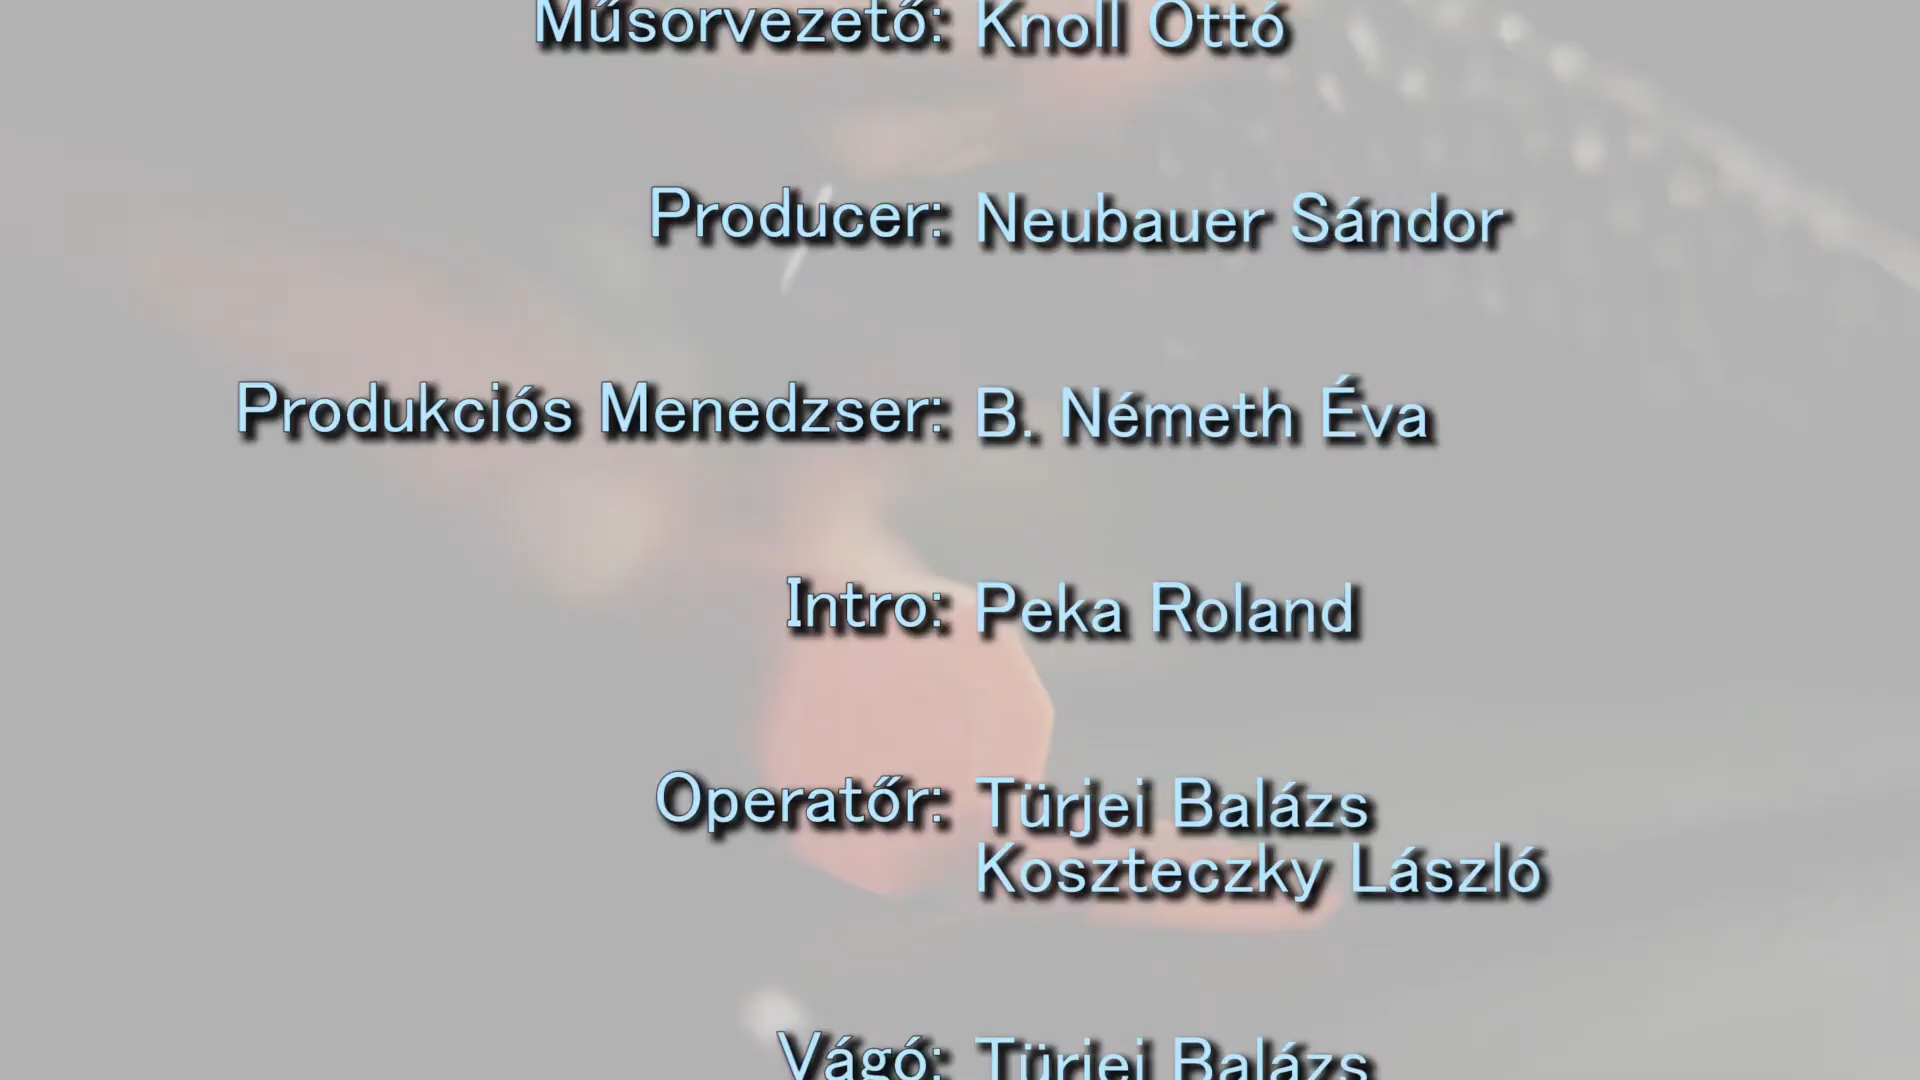 Műsorvezető: Knoll Ottó
Producer: Neubauer Sándor
Produkciós Menedzser: B. Németh Éva
Intro: Peka Roland
Operatőr: Türjei Balázs
Koszteczky László
Vágó: Türjei Balázs